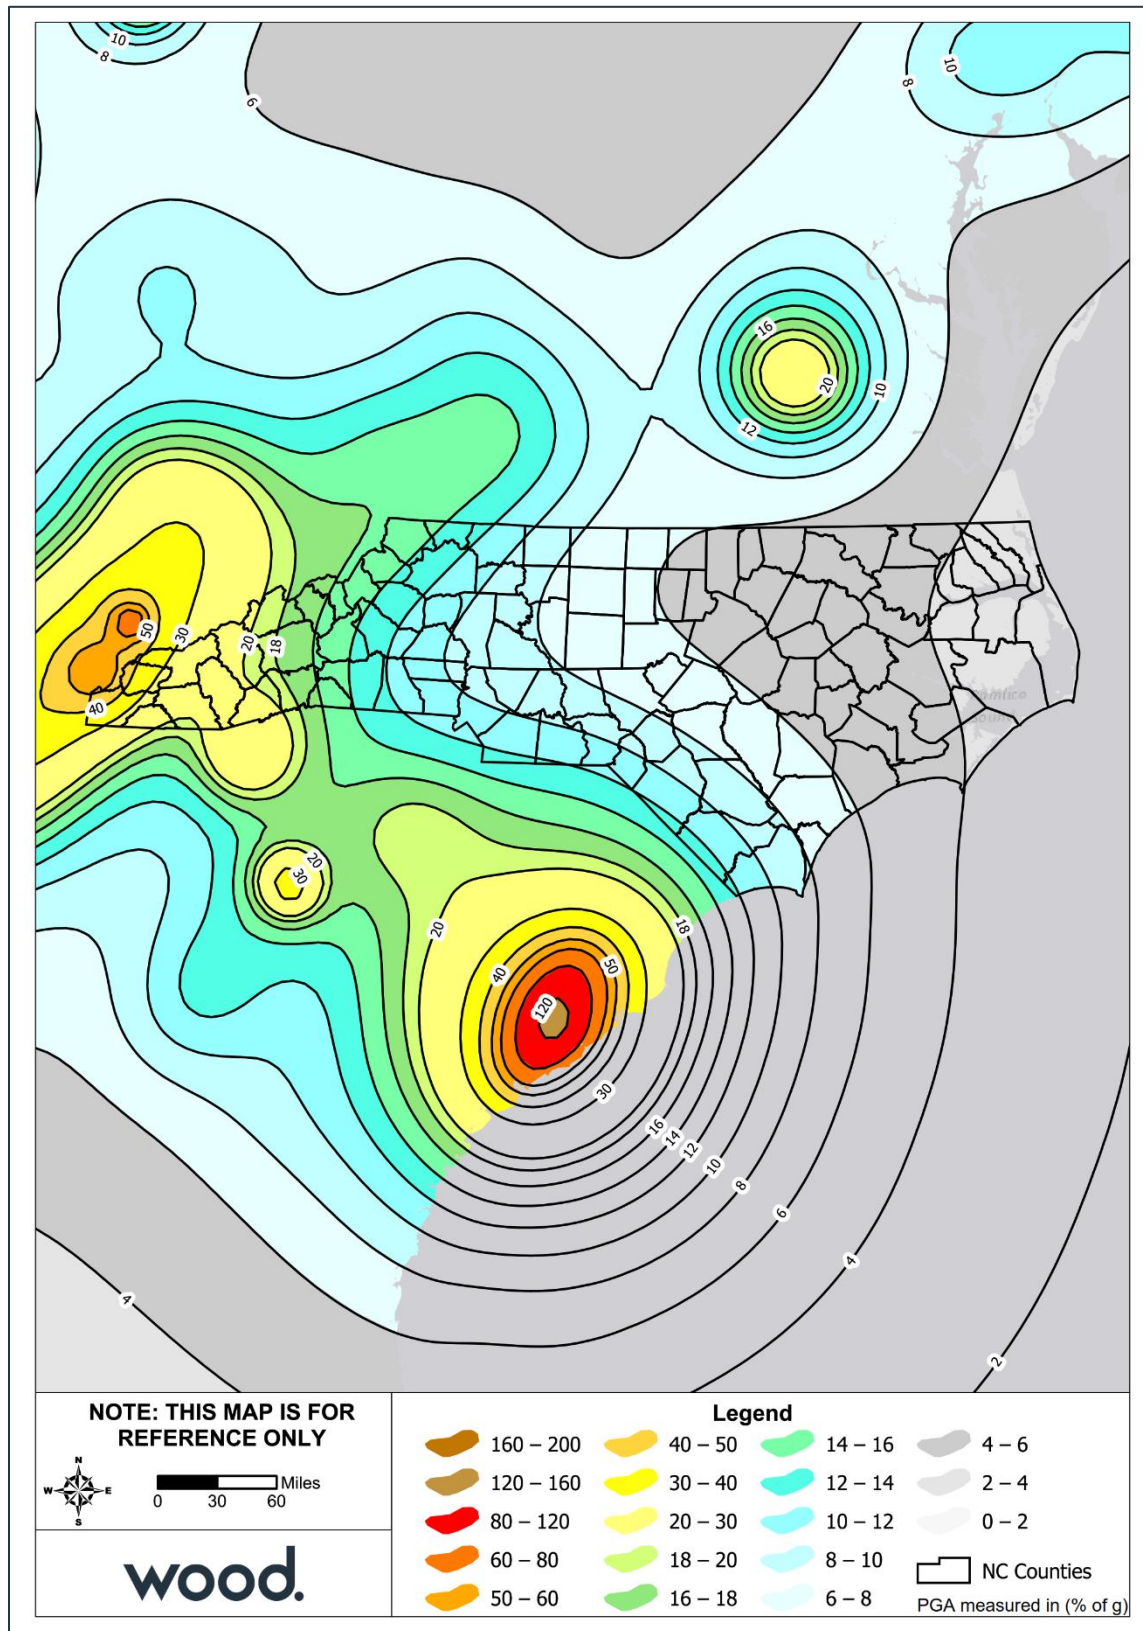 10
8
6
8
10
16
20
10
12
50
30
20
18
40
20
30
20
18
40
50
120
30
16
14
12
10
8
6
4
4
2
NOTE: THIS MAP IS FOR
REFERENCE ONLY
N
W E
S
Miles
0 30 60
wood.
Legend
160 – 200
120 – 160
80 – 120
60 – 80
50 – 60
40 – 50
30 – 40
20 – 30
18 – 20
16 – 18
14 – 16
12 – 14
10 – 12
8 – 10
6 – 8
4 – 6
2 – 4
0 – 2
NC Counties
PGA measured in (% of g)